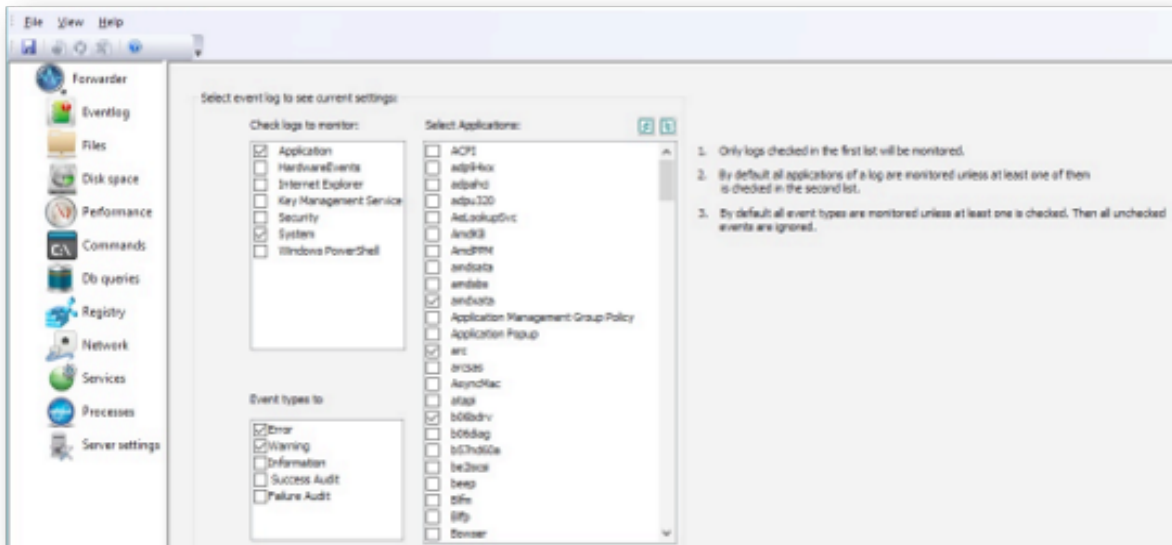 File View Help
Forwarder
Eventlog
Files
Disk space
Performance
Commands
Db queries
Registry
Network
Services
Processes
Server settings
Select event log to see current settings:
Check logs to monitor:
Application
HardwareEvents
Internet Explorer
Key Management Service
Security
System
Windows PowerShell
Event types to
Error
Warning
Information
Success Audit
Failure Audit
Select Applications:
ACPI
adpahci
adpu320
AeLookupSvc
AmdK8
AmdPPM
amdsata
amdsbs
amdxata
Application Management Group Policy
Application Popup
arc
arcsas
AsyncMac
atapi
b06bdrv
b06diag
b57nd60a
be2iscsi
beep
Bowser
1. Only logs checked in the first list will be monitored.
2. By default all applications of a log are monitored unless at least one of them
is checked in the second list.
3. By default all event types are monitored unless at least one is checked. Then all unchecked
events are ignored.